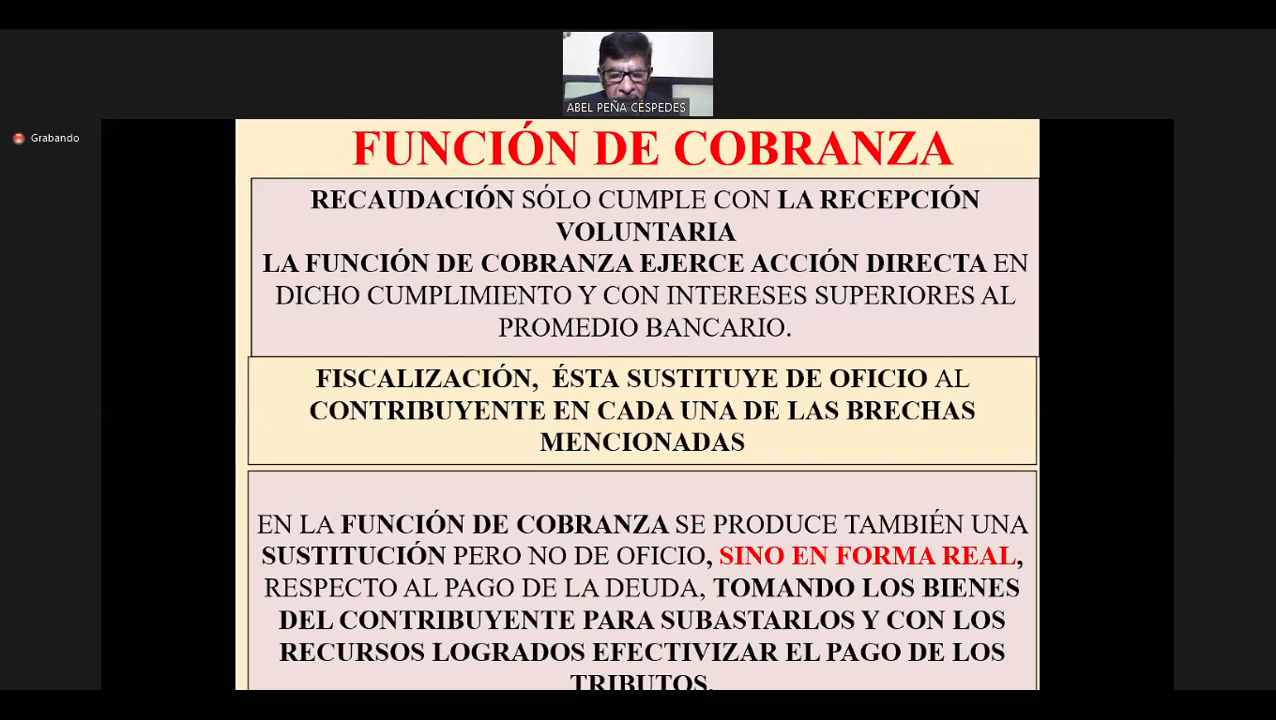 ABEL PEÑA CÉSPEDES
Grabando
FUNCIÓN DE COBRANZA
RECAUDACIÓN SÓLO CUMPLE CON LA RECEPCIÓN
VOLUNTARIA
LA FUNCIÓN DE COBRANZA EJERCE ACCIÓN DIRECTA EN
DICHO CUMPLIMIENTO Y CON INTERESES SUPERIORES AL
PROMEDIO BANCARIO.
FISCALIZACIÓN, ÉSTA SUSTITUYE DE OFICIO AL
CONTRIBUYENTE EN CADA UNA DE LAS BRECHAS
MENCIONADAS
EN LA FUNCIÓN DE COBRANZA SE PRODUCE TAMBIÉN UNA
SUSTITUCIÓN PERO NO DE OFICIO, SINO EN FORMA REAL,
RESPECTO AL PAGO DE LA DEUDA, TOMANDO LOS BIENES
DEL CONTRIBUYENTE PARA SUBASTARLOS Y CON LOS
RECURSOS LOGRADOS EFECTIVIZAR EL PAGO DE LOS
TRIBUTOS.